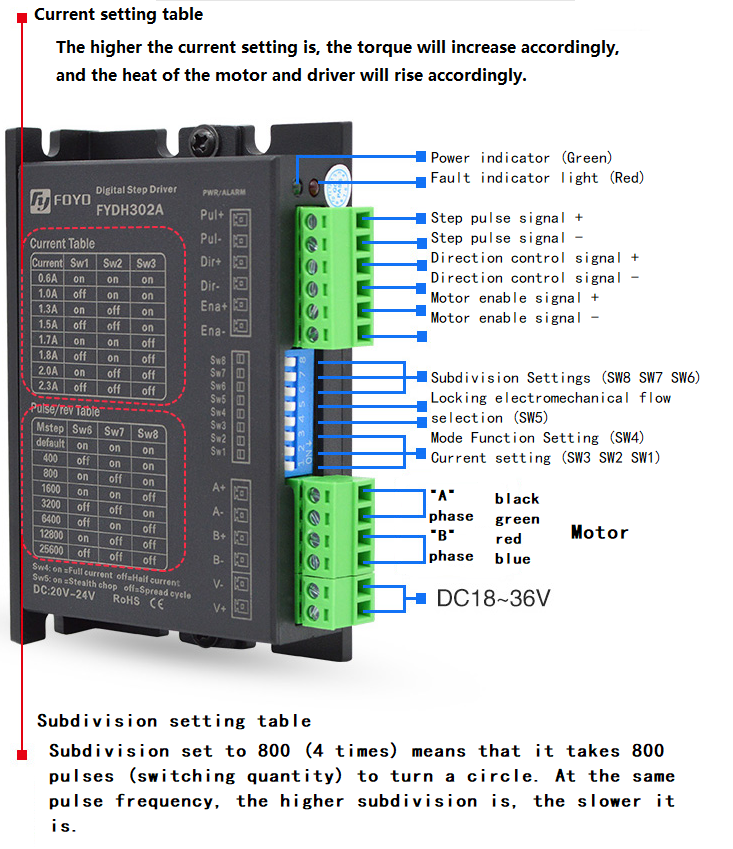 Current setting table
The higher the current setting is, the torque will increase accordingly,
and the heat of the motor and driver will rise accordingly.
Power indicator (Green)
Fault indicator light (Red)
Step pulse signal +
Step pulse signal -
Direction control signal +
Direction control signal -
Motor enable signal +
Motor enable signal -
Subdivision Settings (SW8 SW7 SW6)
Locking electromechanical flow
selection (SW5)
Mode Function Setting (SW4)
Current setting (SW3 SW2 SW1)
"A" black
phase green
"B" red
phase blue
Motor
DC18~36V
FOYO
Digital Step Driver
FYDH302A
PWR/ALARM
Pul+
Pul-
Dir+
Dir-
Ena+
Ena-
Current Table
Current Sw1 Sw2 Sw3
0.6A on on on
1.0A off on on
1.3A on off on
1.5A off off on
1.7A on on off
1.8A off on off
2.0A on off off
2.3A off off off
Sw8
Sw7
Sw6
Sw5
Sw4
Sw3
Sw2
Sw1
Pulse/rev Table
Mstep Sw6 Sw7 Sw8
default on on on
400 off on on
800 on off on
1600 off off on
3200 on on off
6400 off on off
12800 on off off
25600 off off off
A+
A-
B+
B-
V-
V+
Sw4: on =Full current off=Half current
Sw5: on =Stealth chop off=Spread cycle
DC:20V~24V RoHS CE
Subdivision setting table
Subdivision set to 800 (4 times) means that it takes 800
pulses (switching quantity) to turn a circle. At the same
pulse frequency, the higher subdivision is, the slower it
is.